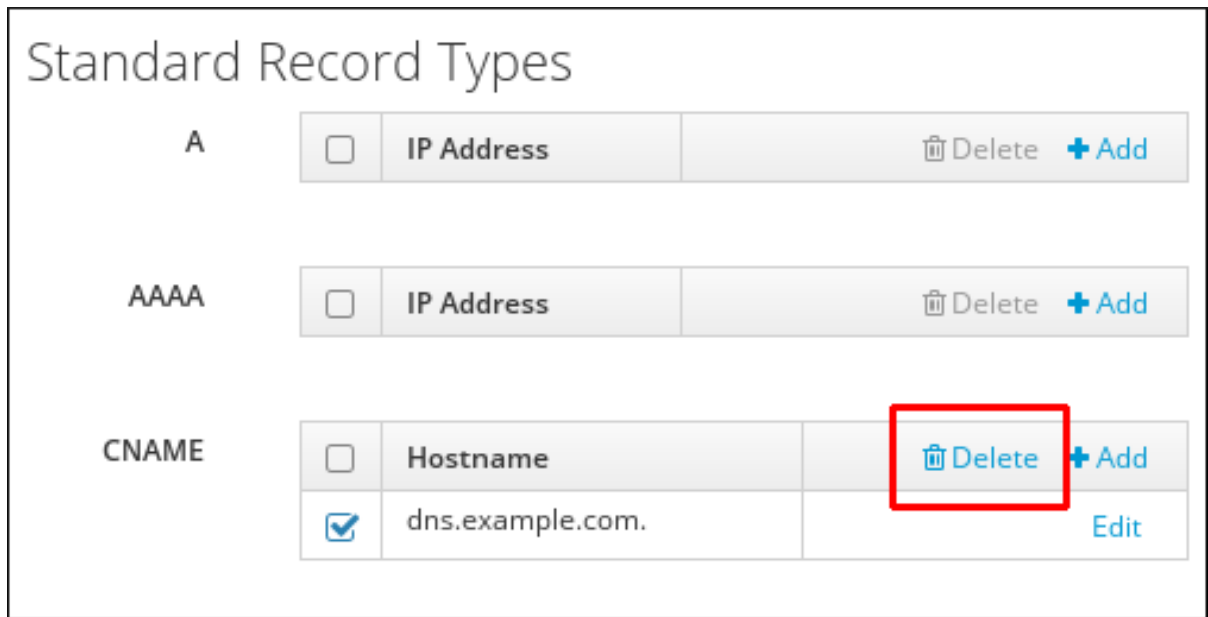 Standard Record Types
A IP Address Delete Add
AAAA IP Address Delete Add
CNAME Hostname Delete Add
dns.example.com. Edit